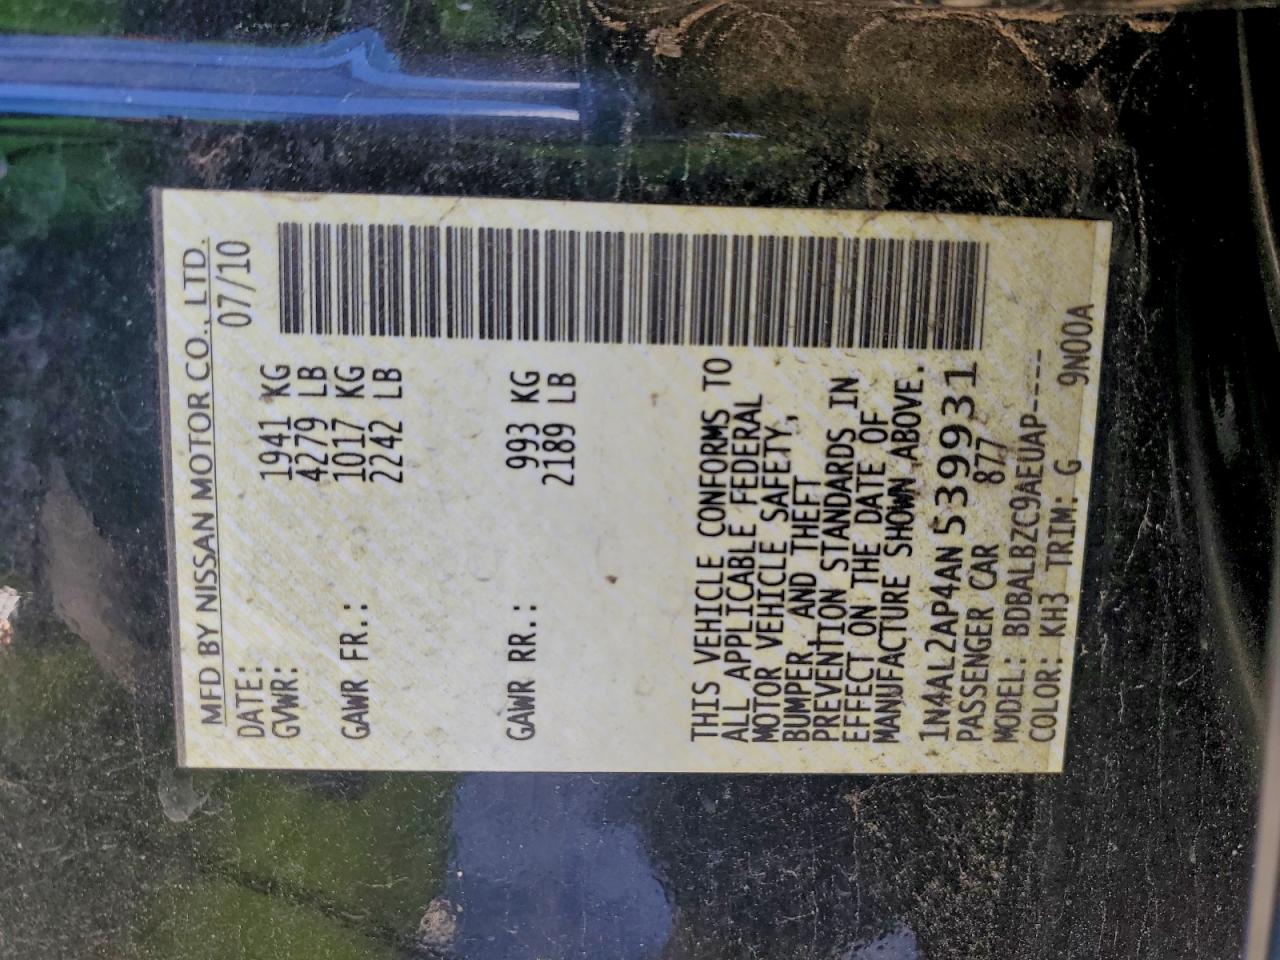 MFD BY NISSAN MOTOR CO., LTD.
DATE: 07/10
GVWR: 1941 KG
4279 LB
GAWR FR.: 1017 KG
2242 LB
GAWR RR.: 993 KG
2189 LB
THIS VEHICLE CONFORMS TO
ALL APPLICABLE FEDERAL
MOTOR VEHICLE SAFETY,
BUMPER, AND THEFT
PREVENTION STANDARDS IN
EFFECT ON THE DATE OF
MANUFACTURE SHOWN ABOVE.
1N4AL2AP4AN539931
PASSENGER CAR 877
MODEL: BDBALBZC9AEUAP----
COLOR: KH3 TRIM: G 9N00A